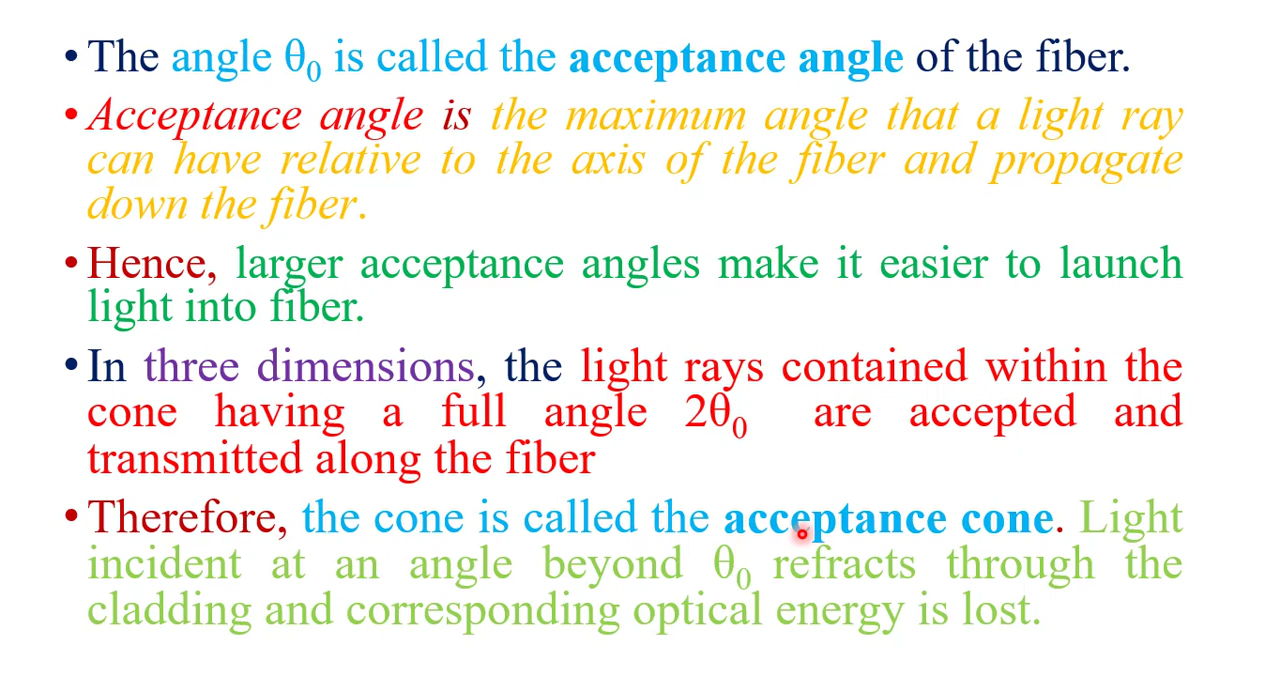 • The angle θ₀ is called the acceptance angle of the fiber.
• Acceptance angle is the maximum angle that a light ray
can have relative to the axis of the fiber and propagate
down the fiber.
• Hence, larger acceptance angles make it easier to launch
light into fiber.
• In three dimensions, the light rays contained within the
cone having a full angle 2θ₀ are accepted and
transmitted along the fiber
• Therefore, the cone is called the acceptance cone. Light
incident at an angle beyond θ₀ refracts through the
cladding and corresponding optical energy is lost.